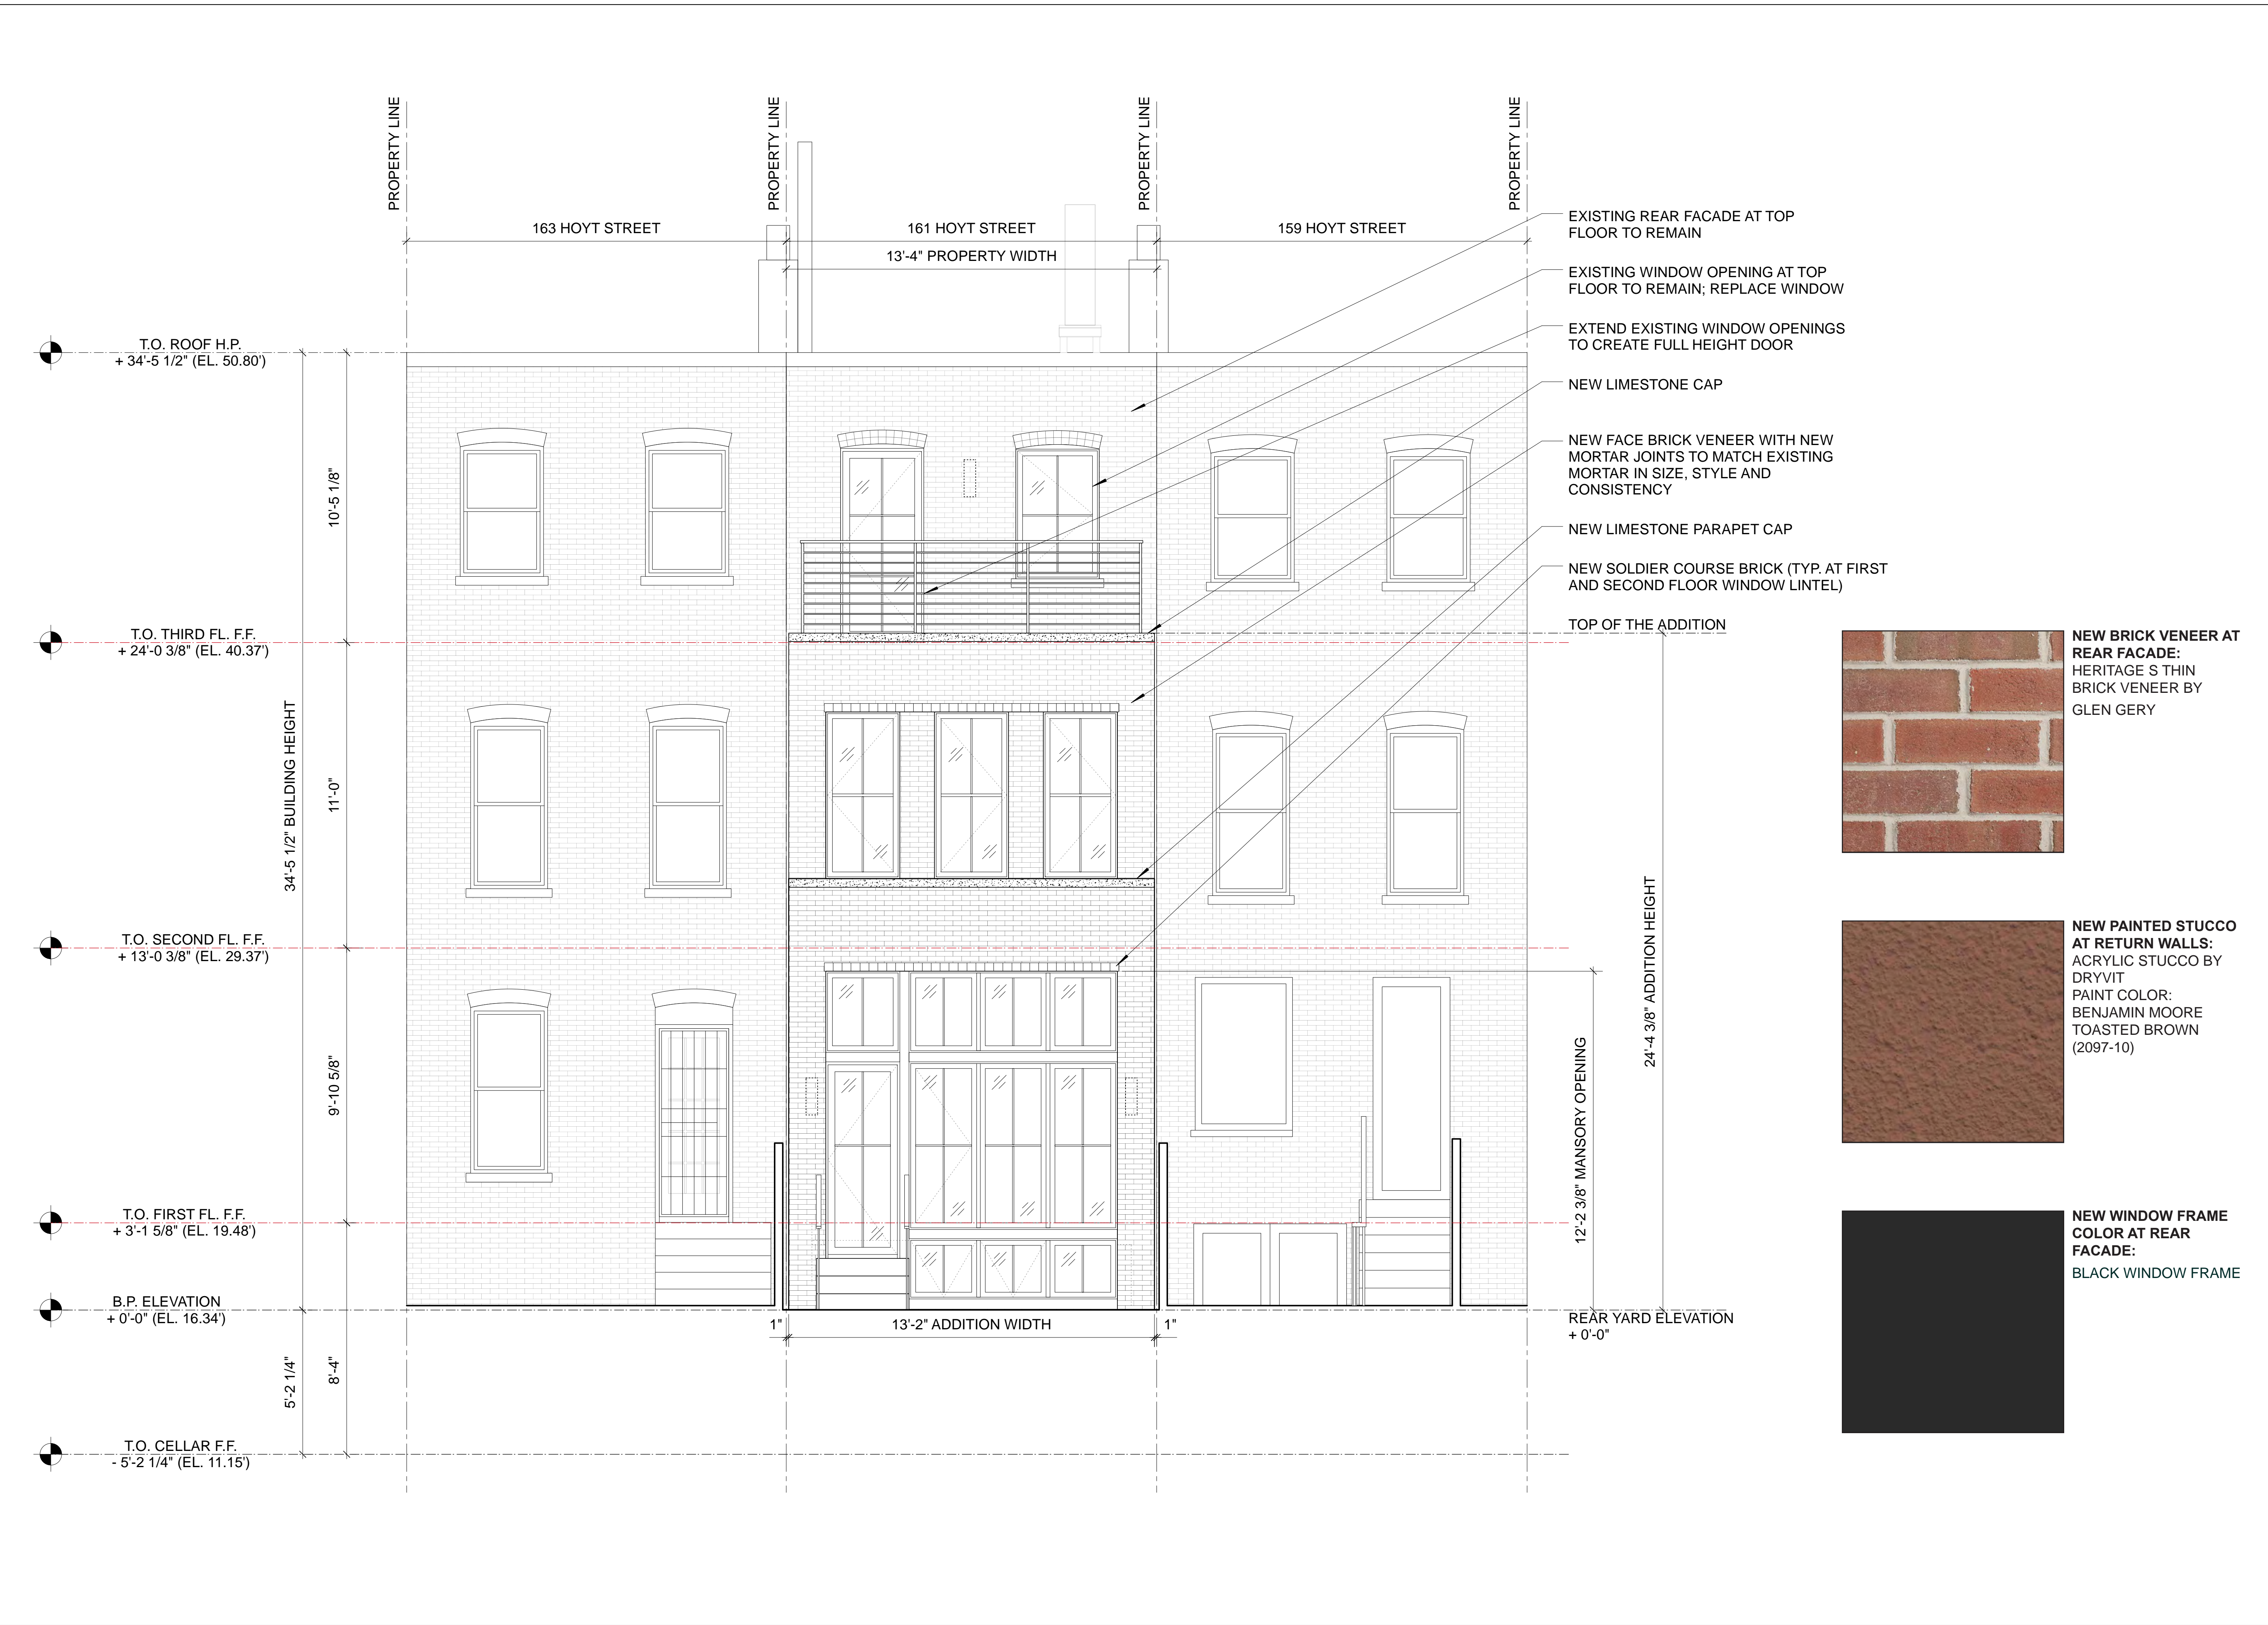 PROPERTY LINE
PROPERTY LINE
PROPERTY LINE
PROPERTY LINE
163 HOYT STREET
161 HOYT STREET
159 HOYT STREET
13'-4" PROPERTY WIDTH
EXISTING REAR FACADE AT TOP
FLOOR TO REMAIN
EXISTING WINDOW OPENING AT TOP
FLOOR TO REMAIN; REPLACE WINDOW
EXTEND EXISTING WINDOW OPENINGS
TO CREATE FULL HEIGHT DOOR
NEW LIMESTONE CAP
NEW FACE BRICK VENEER WITH NEW
MORTAR JOINTS TO MATCH EXISTING
MORTAR IN SIZE, STYLE AND
CONSISTENCY
NEW LIMESTONE PARAPET CAP
NEW SOLDIER COURSE BRICK (TYP. AT FIRST
AND SECOND FLOOR WINDOW LINTEL)
TOP OF THE ADDITION
T.O. ROOF H.P.
+ 34'-5 1/2" (EL. 50.80')
T.O. THIRD FL. F.F.
+ 24'-0 3/8" (EL. 40.37')
T.O. SECOND FL. F.F.
+ 13'-0 3/8" (EL. 29.37')
T.O. FIRST FL. F.F.
+ 3'-1 5/8" (EL. 19.48')
B.P. ELEVATION
+ 0'-0" (EL. 16.34')
T.O. CELLAR F.F.
- 5'-2 1/4" (EL. 11.15')
34'-5 1/2" BUILDING HEIGHT
5'-2 1/4"
10'-5 1/8"
11'-0"
9'-10 5/8"
8'-4"
1"
13'-2" ADDITION WIDTH
1"
12'-2 3/8" MANSORY OPENING
24'-4 3/8" ADDITION HEIGHT
REAR YARD ELEVATION
+ 0'-0"
NEW BRICK VENEER AT
REAR FACADE:
HERITAGE S THIN
BRICK VENEER BY
GLEN GERY
NEW PAINTED STUCCO
AT RETURN WALLS:
ACRYLIC STUCCO BY
DRYVIT
PAINT COLOR:
BENJAMIN MOORE
TOASTED BROWN
(2097-10)
NEW WINDOW FRAME
COLOR AT REAR
FACADE:
BLACK WINDOW FRAME